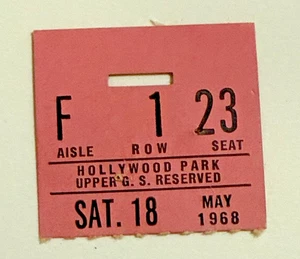 F 1 23
AISLE ROW SEAT
HOLLYWOOD PARK
UPPER G. S. RESERVED
SAT. 18 MAY 1968